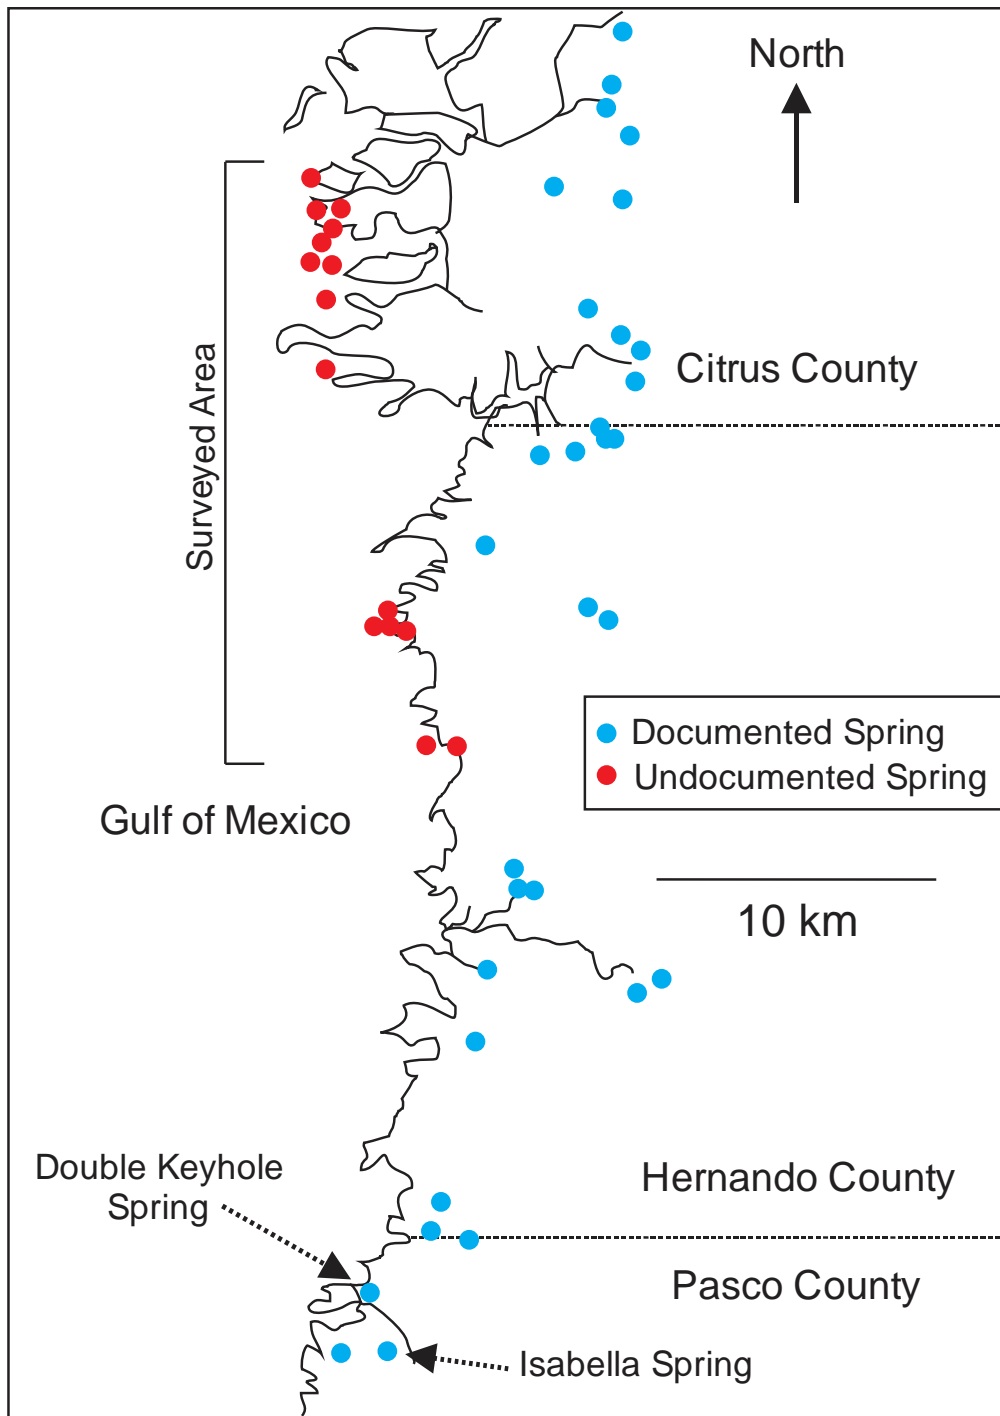 North
Citrus County
Surveyed Area
Documented Spring
Undocumented Spring
Gulf of Mexico
10 km
Double Keyhole
Spring
Hernando County
Pasco County
Isabella Spring